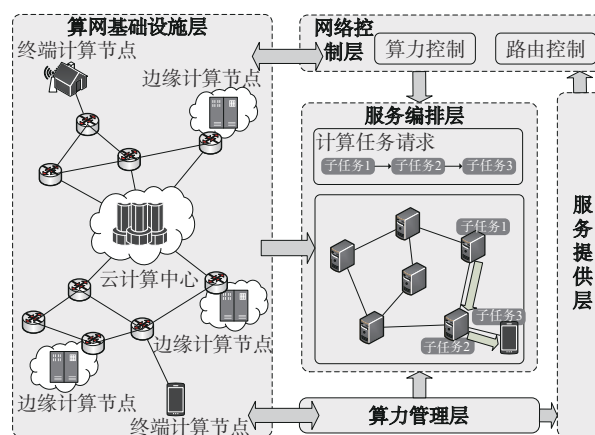 算网基础设施层
终端计算节点
边缘计算节点
云计算中心
边缘计算节点
边缘计算节点
终端计算节点
网络控
制层
算力控制
路由控制
服务编排层
计算任务请求
子任务1
子任务2
子任务3
子任务1
子任务3
子任务2
算力管理层
服务提供层